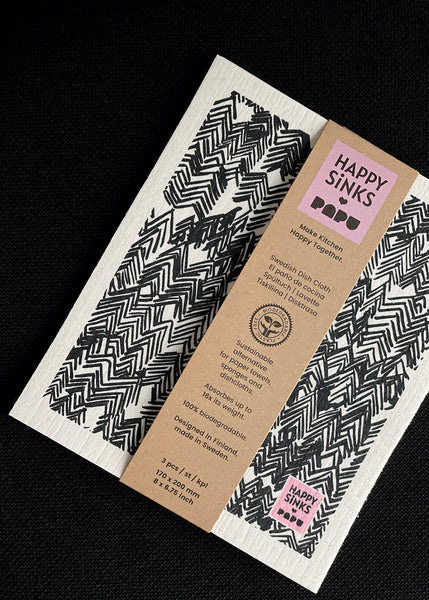 HAPPY
SiNKS
PAPU
Make Kitchen
Happy Together.
Swedish Dish Cloth
El pano de cocina
Spültuch | Lavette
Tiskiliina | Disktrasa
Sustainable
alternative
for paper towels,
sponges and
dishcloths.
Absorbes up to
16x its weight.
100% biodegradable.
Designed in Finland,
made in Sweden.
3 pcs / st / kpl
170 x 200 mm
8 x 6.75 inch
HAPPY
SiNKS
PAPU